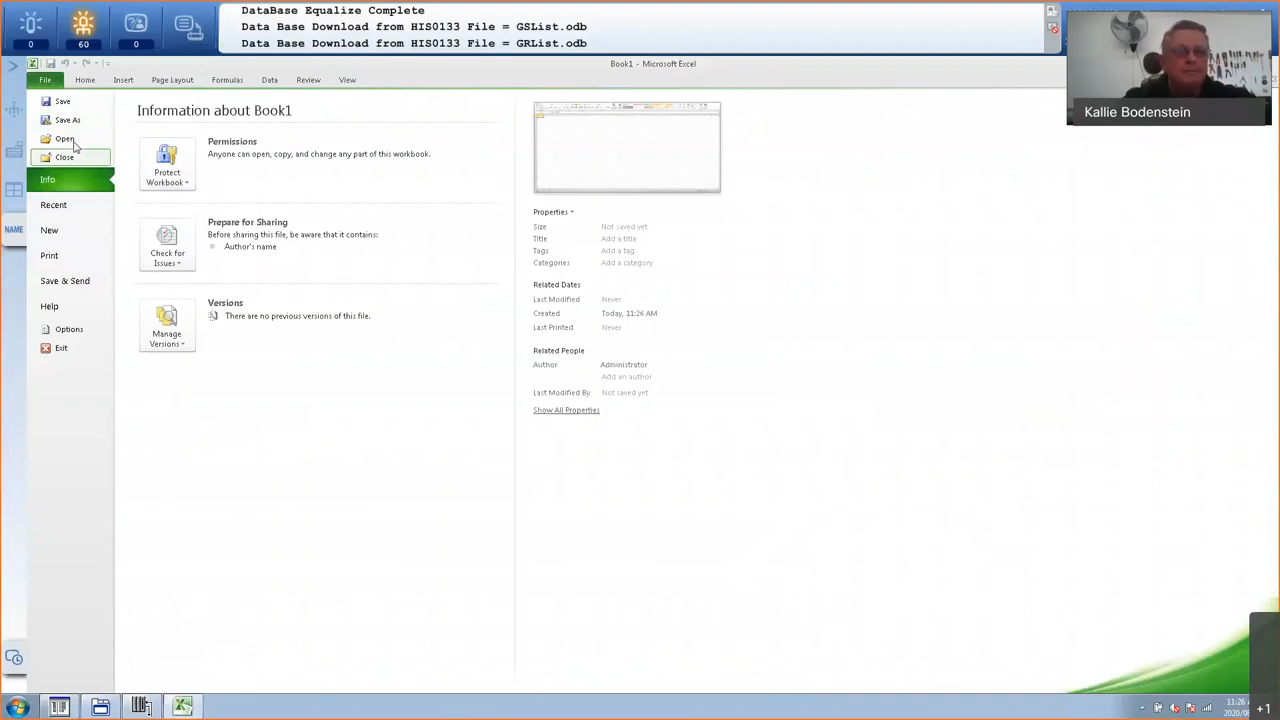 DataBase Equalize Complete
Data Base Download from HIS0133 File = GSList.odb
Data Base Download from HIS0133 File = GRList.odb
0
60
0
Kallie Bodenstein
Book1 - Microsoft Excel
File
Home
Insert
Page Layout
Formulas
Data
Review
View
Save
Save As
Open
Close
Info
Recent
New
Print
Save & Send
Help
Options
Exit
NAME
Information about Book1
Protect
Workbook
Permissions
Anyone can open, copy, and change any part of this workbook.
Check for
Issues
Prepare for Sharing
Before sharing this file, be aware that it contains:
Author's name
Manage
Versions
Versions
There are no previous versions of this file.
Properties
Size Not saved yet
Title Add a title
Tags Add a tag
Categories Add a category
Related Dates
Last Modified Never
Created Today, 11:26 AM
Last Printed Never
Related People
Author Administrator
Add an author
Last Modified By Not saved yet
Show All Properties
11:26
+1